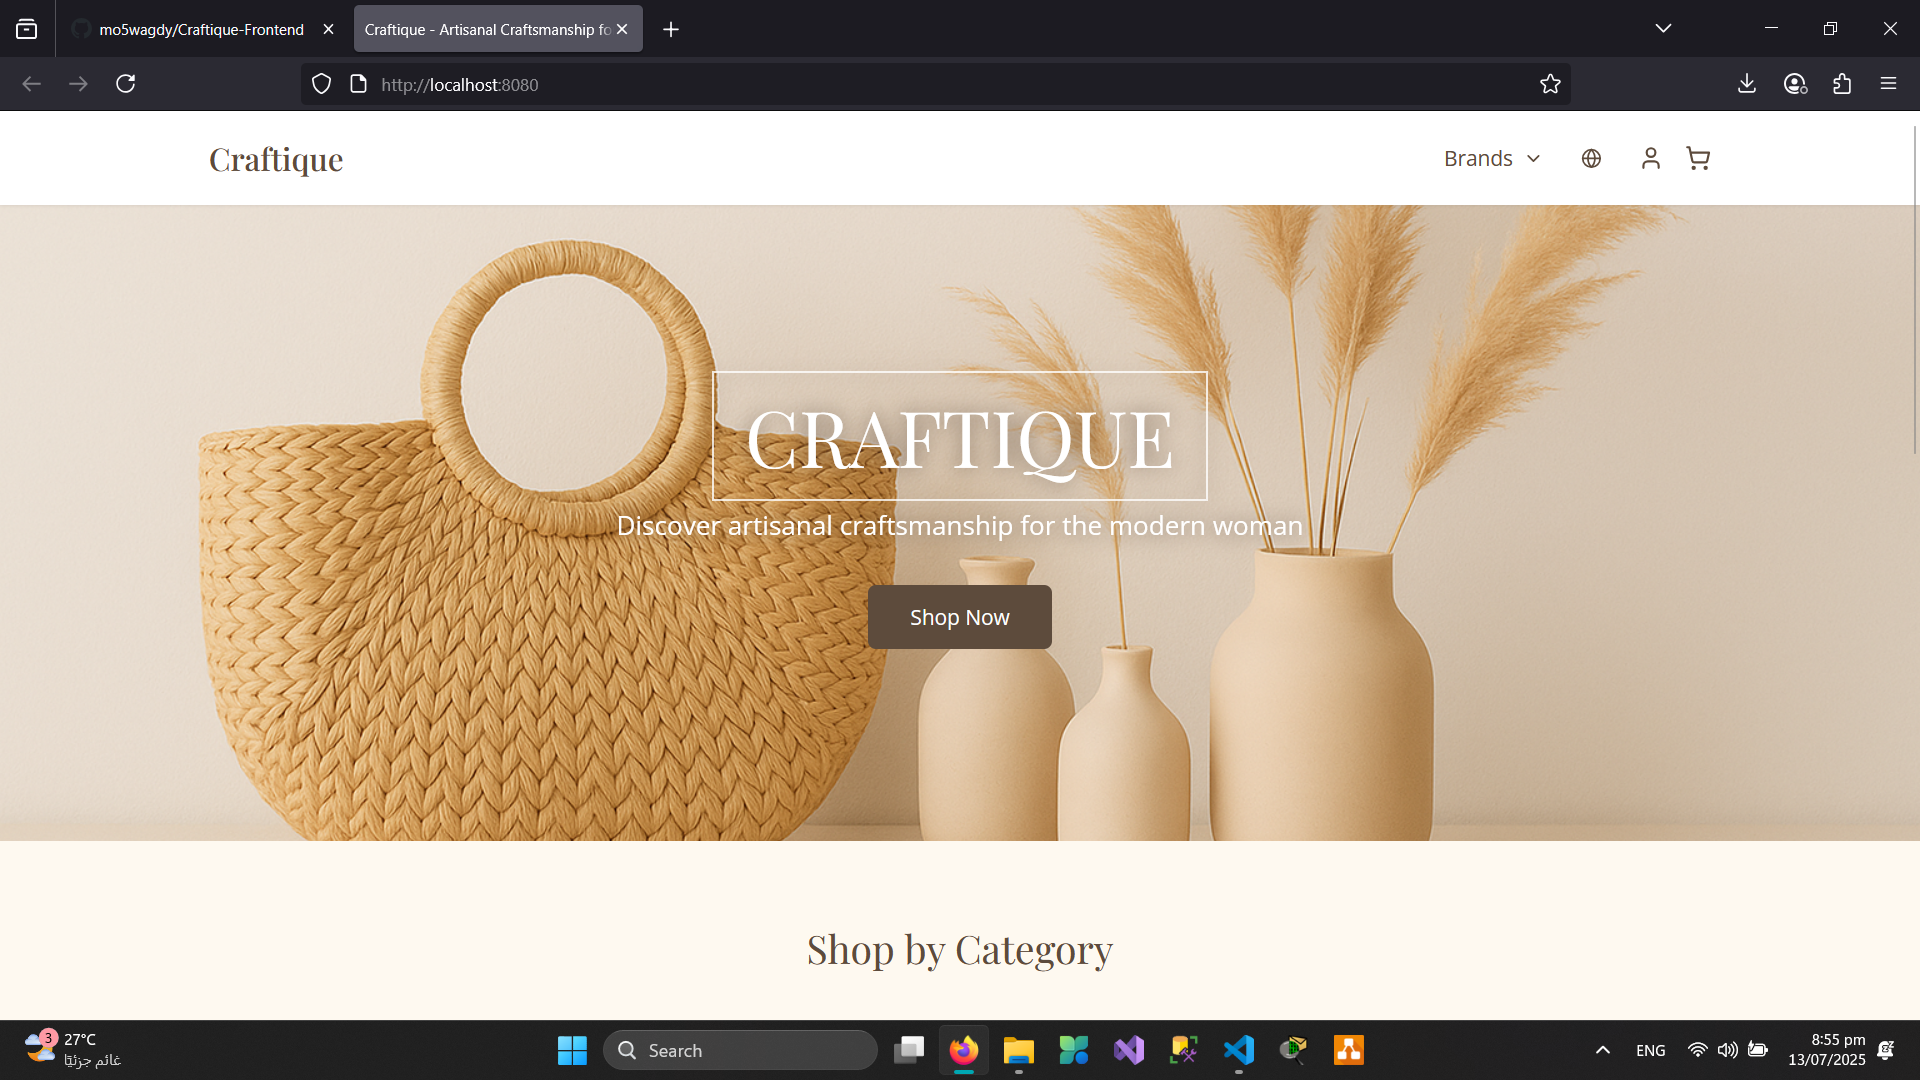 mo5wagdy/Craftique-Frontend
Craftique - Artisanal Craftsmanship fo
http://localhost:8080
Craftique
Brands
CRAFTIQUE
Discover artisanal craftsmanship for the modern woman
Shop Now
Shop by Category
3
27°C
غائم جزئيًا
Search
ENG
8:55 pm
13/07/2025